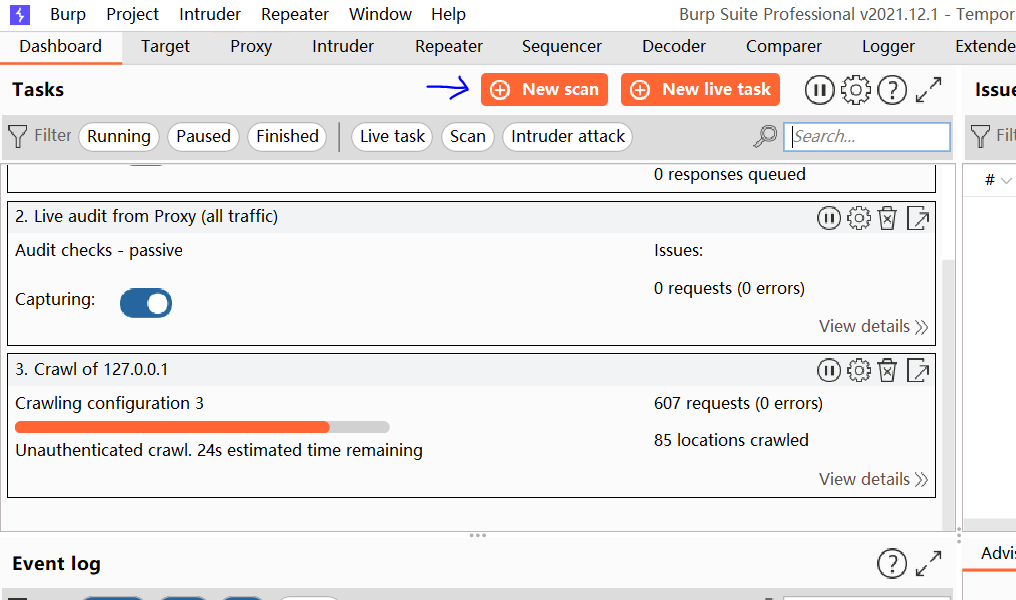 Burp Project Intruder Repeater Window Help Burp Suite Professional v2021.12.1 - Tempor
Dashboard Target Proxy Intruder Repeater Sequencer Decoder Comparer Logger Extende
Tasks New scan New live task Issue
Filter Running Paused Finished Live task Scan Intruder attack Search... Filt
0 responses queued #
2. Live audit from Proxy (all traffic)
Audit checks - passive Issues:
Capturing: 0 requests (0 errors)
View details
3. Crawl of 127.0.0.1
Crawling configuration 3 607 requests (0 errors)
Unauthenticated crawl. 24s estimated time remaining 85 locations crawled
View details
Event log Advis